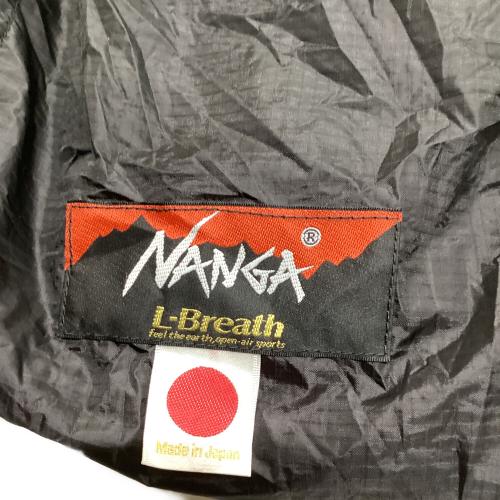 NANGA®
L-Breath
feel the earth, open-air sports
Made in Japan